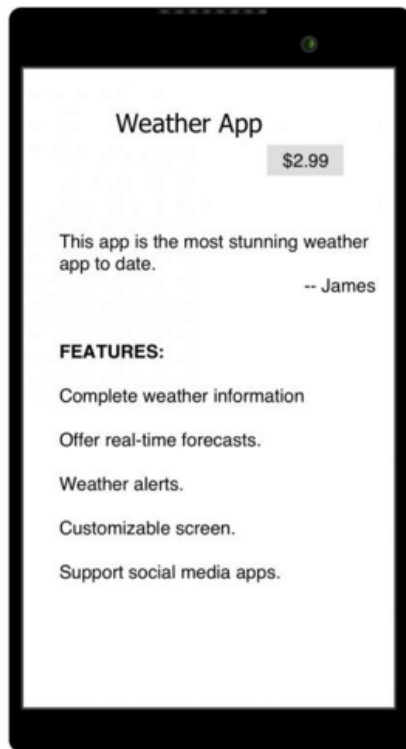 Weather App
$2.99
This app is the most stunning weather
app to date.
-- James
FEATURES:
Complete weather information
Offer real-time forecasts.
Weather alerts.
Customizable screen.
Support social media apps.